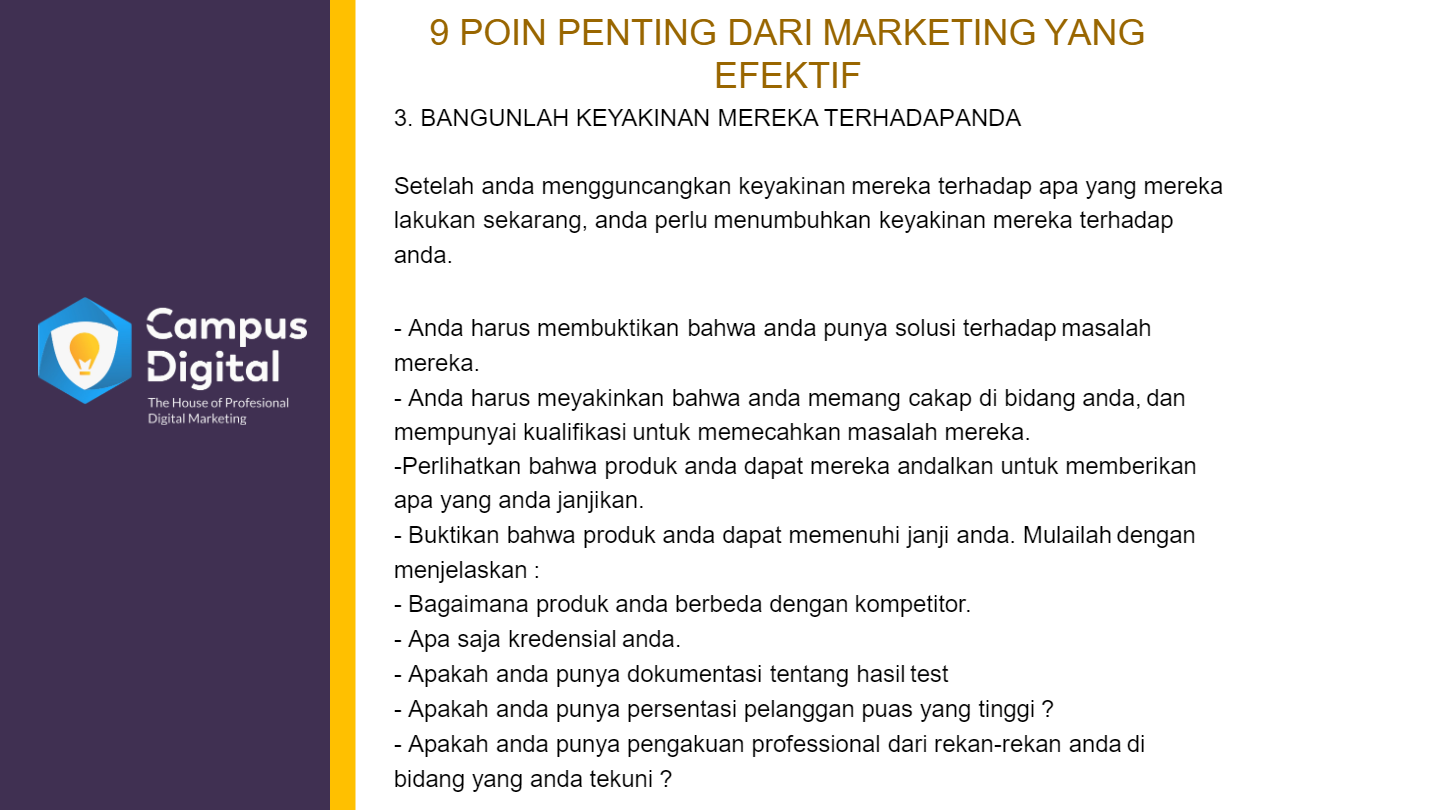 Campus
Digital
The House of Profesional
Digital Marketing
9 POIN PENTING DARI MARKETING YANG
EFEKTIF
3. BANGUNLAH KEYAKINAN MEREKA TERHADAPANDA
Setelah anda mengguncangkan keyakinan mereka terhadap apa yang mereka
lakukan sekarang, anda perlu menumbuhkan keyakinan mereka terhadap
anda.
- Anda harus membuktikan bahwa anda punya solusi terhadap masalah
mereka.
- Anda harus meyakinkan bahwa anda memang cakap di bidang anda, dan
mempunyai kualifikasi untuk memecahkan masalah mereka.
-Perlihatkan bahwa produk anda dapat mereka andalkan untuk memberikan
apa yang anda janjikan.
- Buktikan bahwa produk anda dapat memenuhi janji anda. Mulailah dengan
menjelaskan :
- Bagaimana produk anda berbeda dengan kompetitor.
- Apa saja kredensial anda.
- Apakah anda punya dokumentasi tentang hasil test
- Apakah anda punya persentasi pelanggan puas yang tinggi ?
- Apakah anda punya pengakuan professional dari rekan-rekan anda di
bidang yang anda tekuni ?